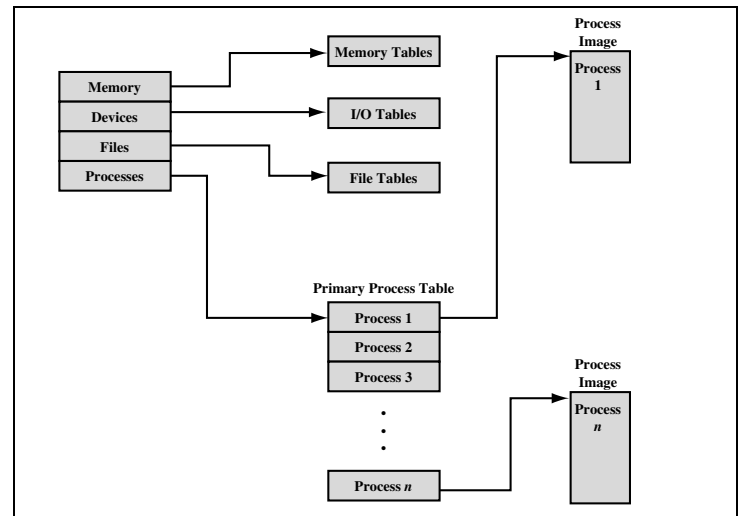 Memory
Devices
Files
Processes
Memory Tables
I/O Tables
File Tables
Primary Process Table
Process 1
Process 2
Process 3
Process n
Process
Image
Process
1
Process
Image
Process
n